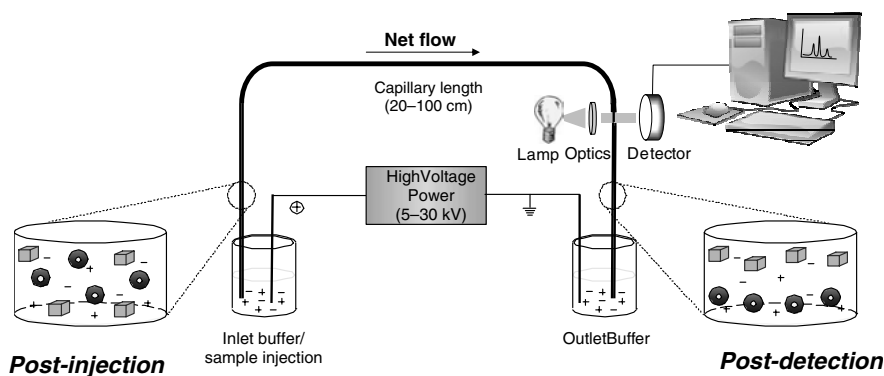 Net flow
Capillary length
(20–100 cm)
Lamp Optics Detector
HighVoltage
Power
(5–30 kV)
Inlet buffer/
sample injection
OutletBuffer
Post-injection
Post-detection